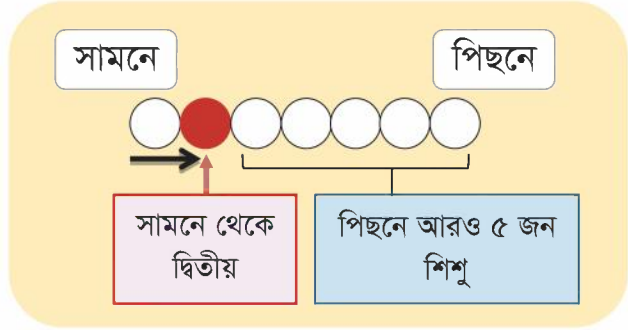 সামনে
পিছনে
সামনে থেকে
দ্বিতীয়
পিছনে আরও ৫ জন
শিশু